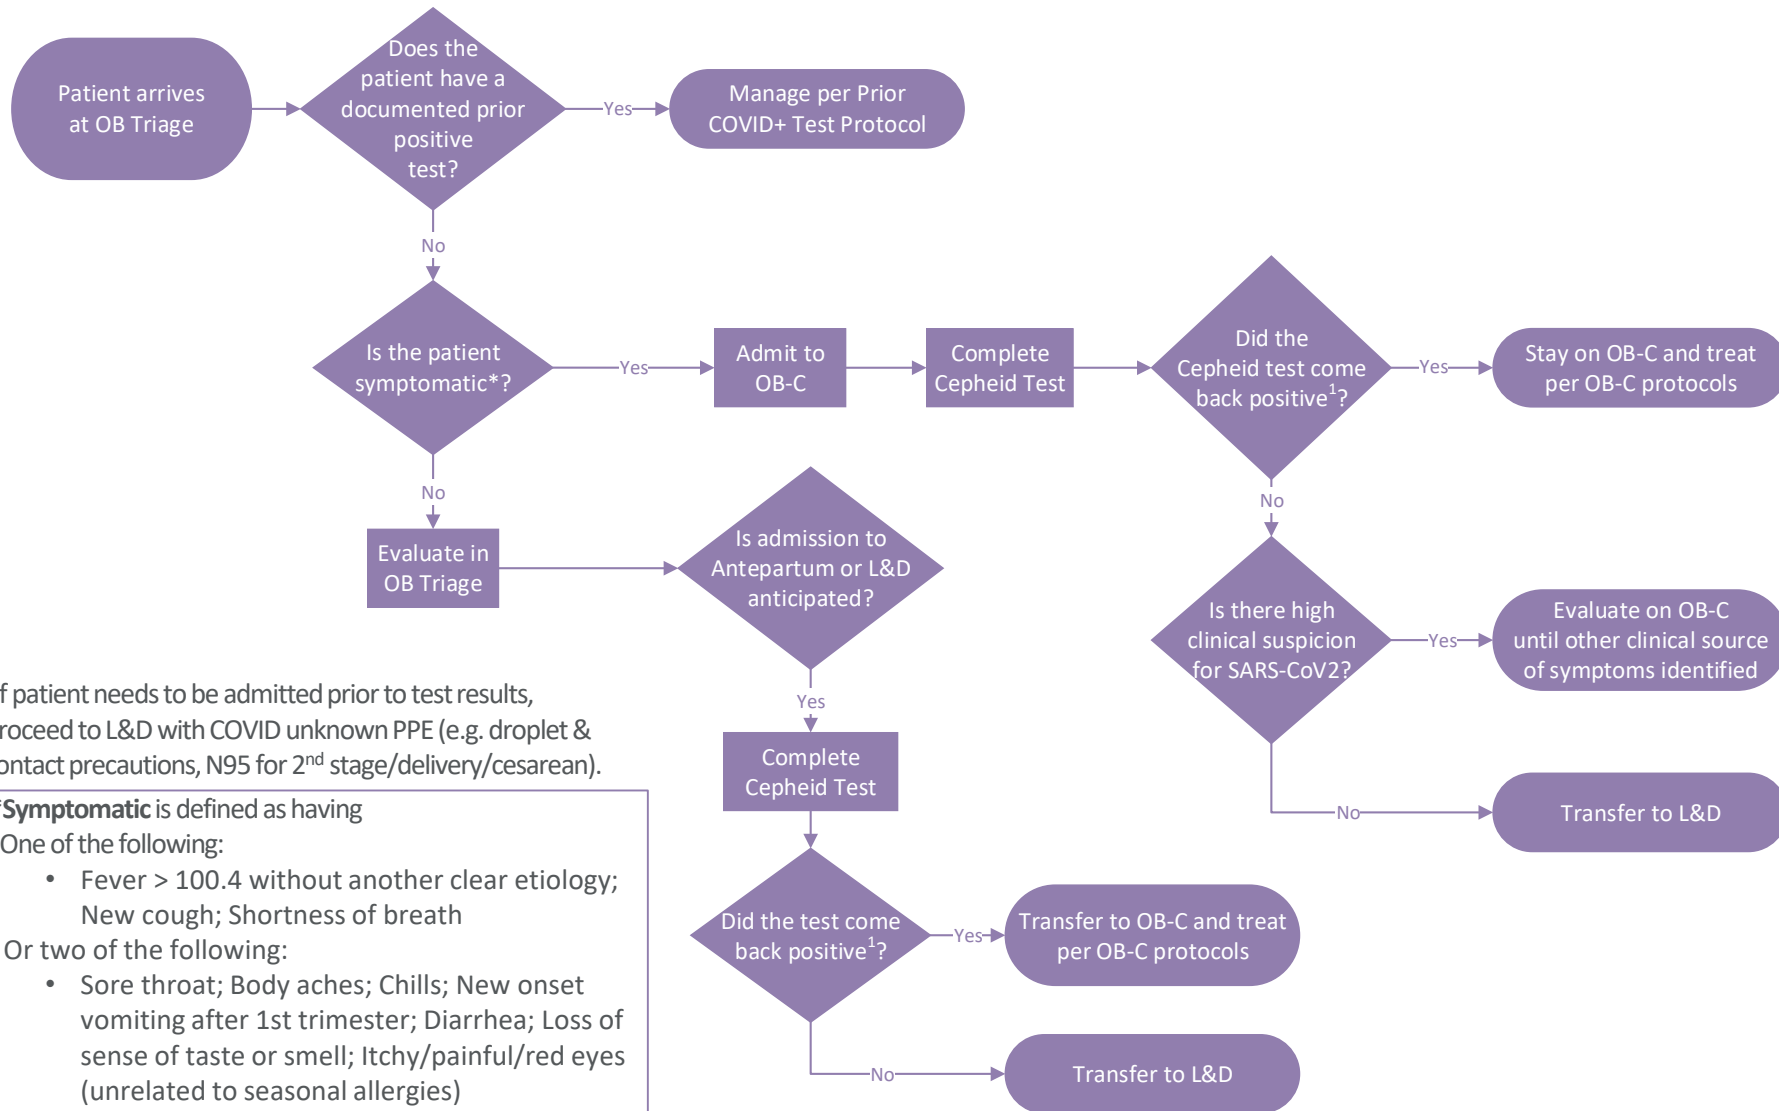 Patient arrives
at OB Triage
Does the
patient have a
documented prior
positive
test?
Yes
Manage per Prior
COVID+ Test Protocol
No
Is the patient
symptomatic*?
Yes
Admit to
OB-C
Complete
Cepheid Test
Did the
Cepheid test come
back positive¹?
Yes
Stay on OB-C and treat
per OB-C protocols
No
Is there high
clinical suspicion
for SARS-CoV2?
Yes
Evaluate on OB-C
until other clinical source
of symptoms identified
No
Transfer to L&D
No
Evaluate in
OB Triage
Is admission to
Antepartum or L&D
anticipated?
Yes
Complete
Cepheid Test
Did the test come
back positive¹?
Yes
Transfer to OB-C and treat
per OB-C protocols
No
Transfer to L&D
f patient needs to be admitted prior to test results,
roceed to L&D with COVID unknown PPE (e.g. droplet &
ontact precautions, N95 for 2nd stage/delivery/cesarean).
*Symptomatic is defined as having
One of the following:
• Fever > 100.4 without another clear etiology;
New cough; Shortness of breath
Or two of the following:
• Sore throat; Body aches; Chills; New onset
vomiting after 1st trimester; Diarrhea; Loss of
sense of taste or smell; Itchy/painful/red eyes
(unrelated to seasonal allergies)